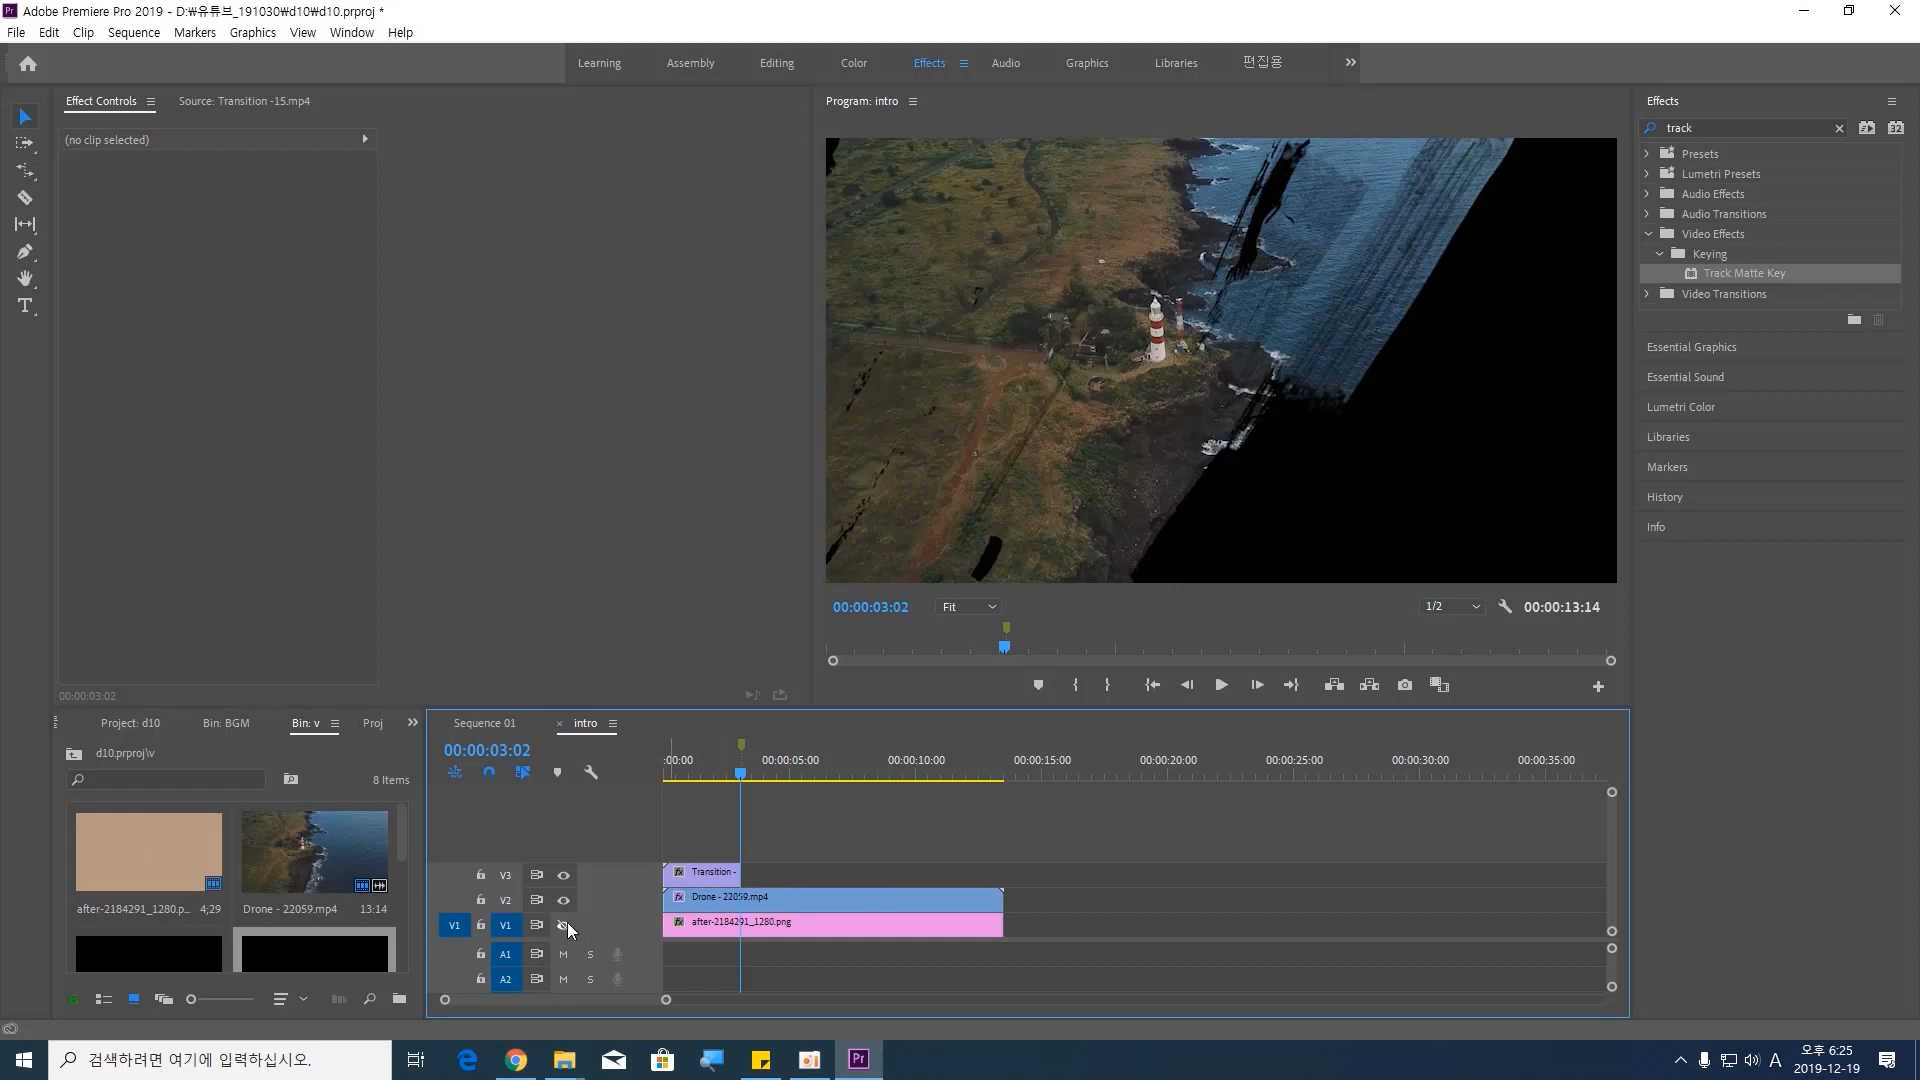 Adobe Premiere Pro 2019 - D:₩유튜브_191030₩d10₩d10.prproj *
File Edit Clip Sequence Markers Graphics View Window Help
Learning Assembly Editing Color Effects Audio Graphics Libraries 편집용
Effect Controls Source: Transition -15.mp4
(no clip selected)
00:00:03:02
Program: intro
00:00:03:02 Fit 1/2 00:00:13:14
Effects
track
32
Presets
Lumetri Presets
Audio Effects
Audio Transitions
Video Effects
Keying
Track Matte Key
Video Transitions
Essential Graphics
Essential Sound
Lumetri Color
Libraries
Markers
History
Info
Project: d10 Bin: BGM Bin: v Proj
d10.prproj₩v
8 Items
after-2184291_1280.p... 4;29
Drone - 22059.mp4 13:14
Sequence 01 × intro
00:00:03:02
:00:00 00:00:05:00 00:00:10:00 00:00:15:00 00:00:20:00 00:00:25:00 00:00:30:00 00:00:35:00
V3 fx Transition -
V2 fx Drone - 22059.mp4
V1 V1 fx after-2184291_1280.png
A1 M S
A2 M S
검색하려면 여기에 입력하십시오.
Pr
A
오후 6:25
2019-12-19